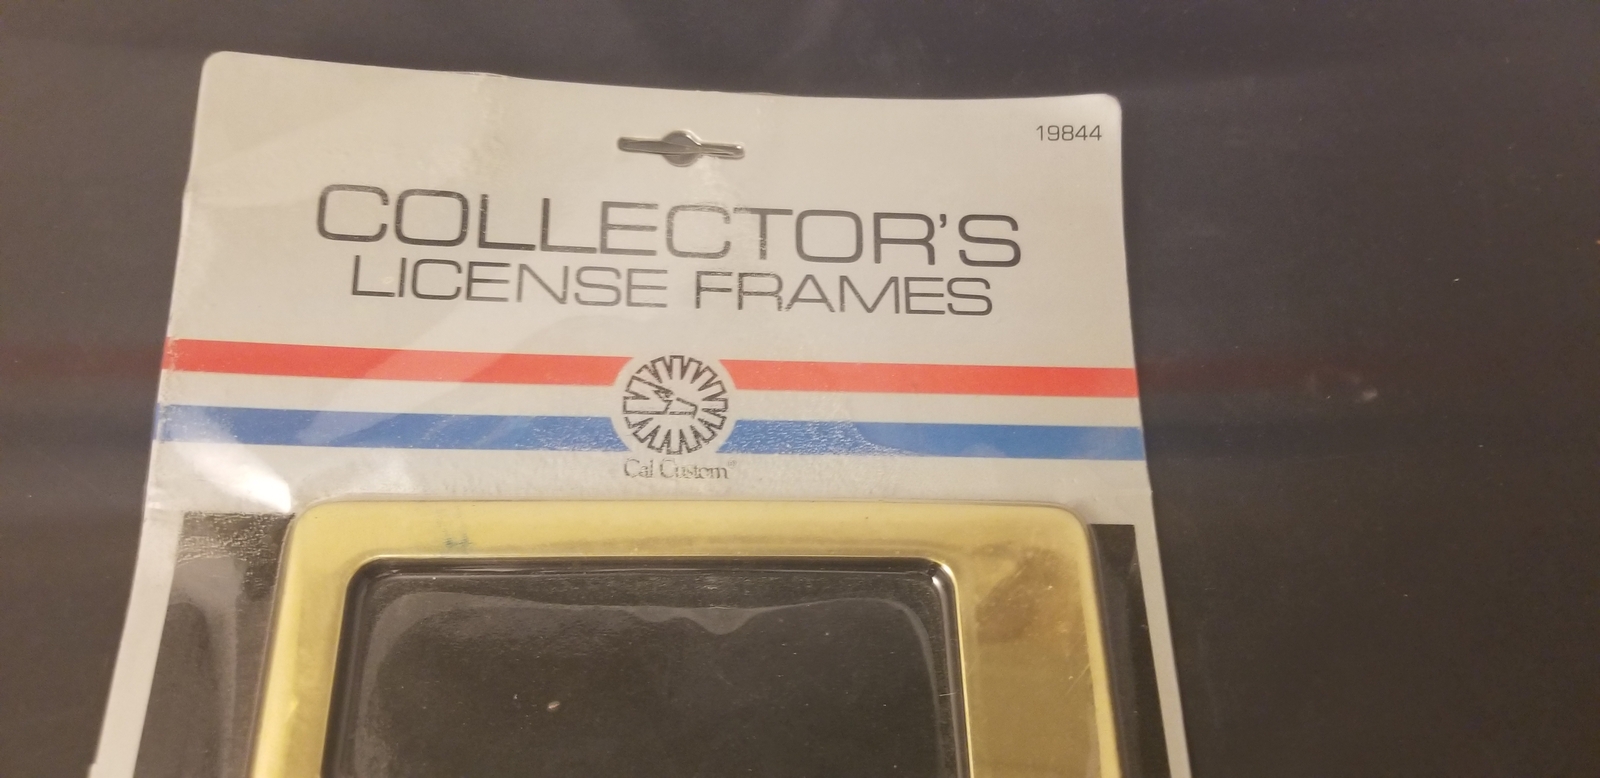 19844
COLLECTOR'S
LICENSE FRAMES
Cal Custom®